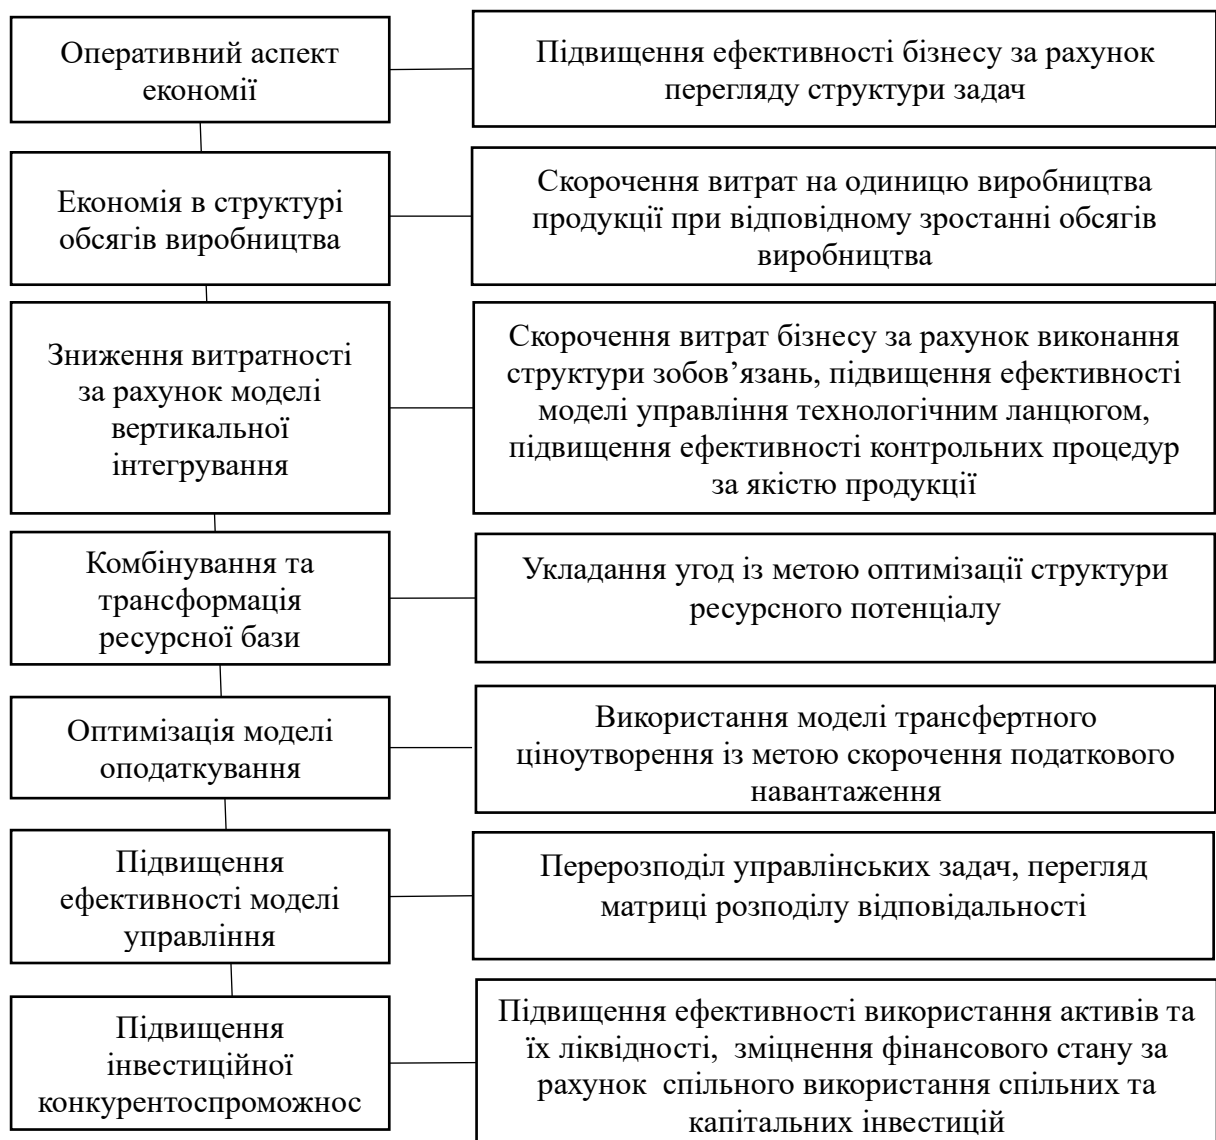 Оперативний аспект
економії
Підвищення ефективності бізнесу за рахунок
перегляду структури задач
Економія в структурі
обсягів виробництва
Скорочення витрат на одиницю виробництва
продукції при відповідному зростанні обсягів
виробництва
Зниження витратності
за рахунок моделі
вертикальної
інтегрування
Скорочення витрат бізнесу за рахунок виконання
структури зобов’язань, підвищення ефективності
моделі управління технологічним ланцюгом,
підвищення ефективності контрольних процедур
за якістю продукції
Комбінування та
трансформація
ресурсної бази
Укладання угод із метою оптимізації структури
ресурсного потенціалу
Оптимізація моделі
оподаткування
Використання моделі трансфертного
ціноутворення із метою скорочення податкового
навантаження
Підвищення
ефективності моделі
управління
Перерозподіл управлінських задач, перегляд
матриці розподілу відповідальності
Підвищення
інвестиційної
конкурентоспроможнос
Підвищення ефективності використання активів та
їх ліквідності, зміцнення фінансового стану за
рахунок спільного використання спільних та
капітальних інвестицій